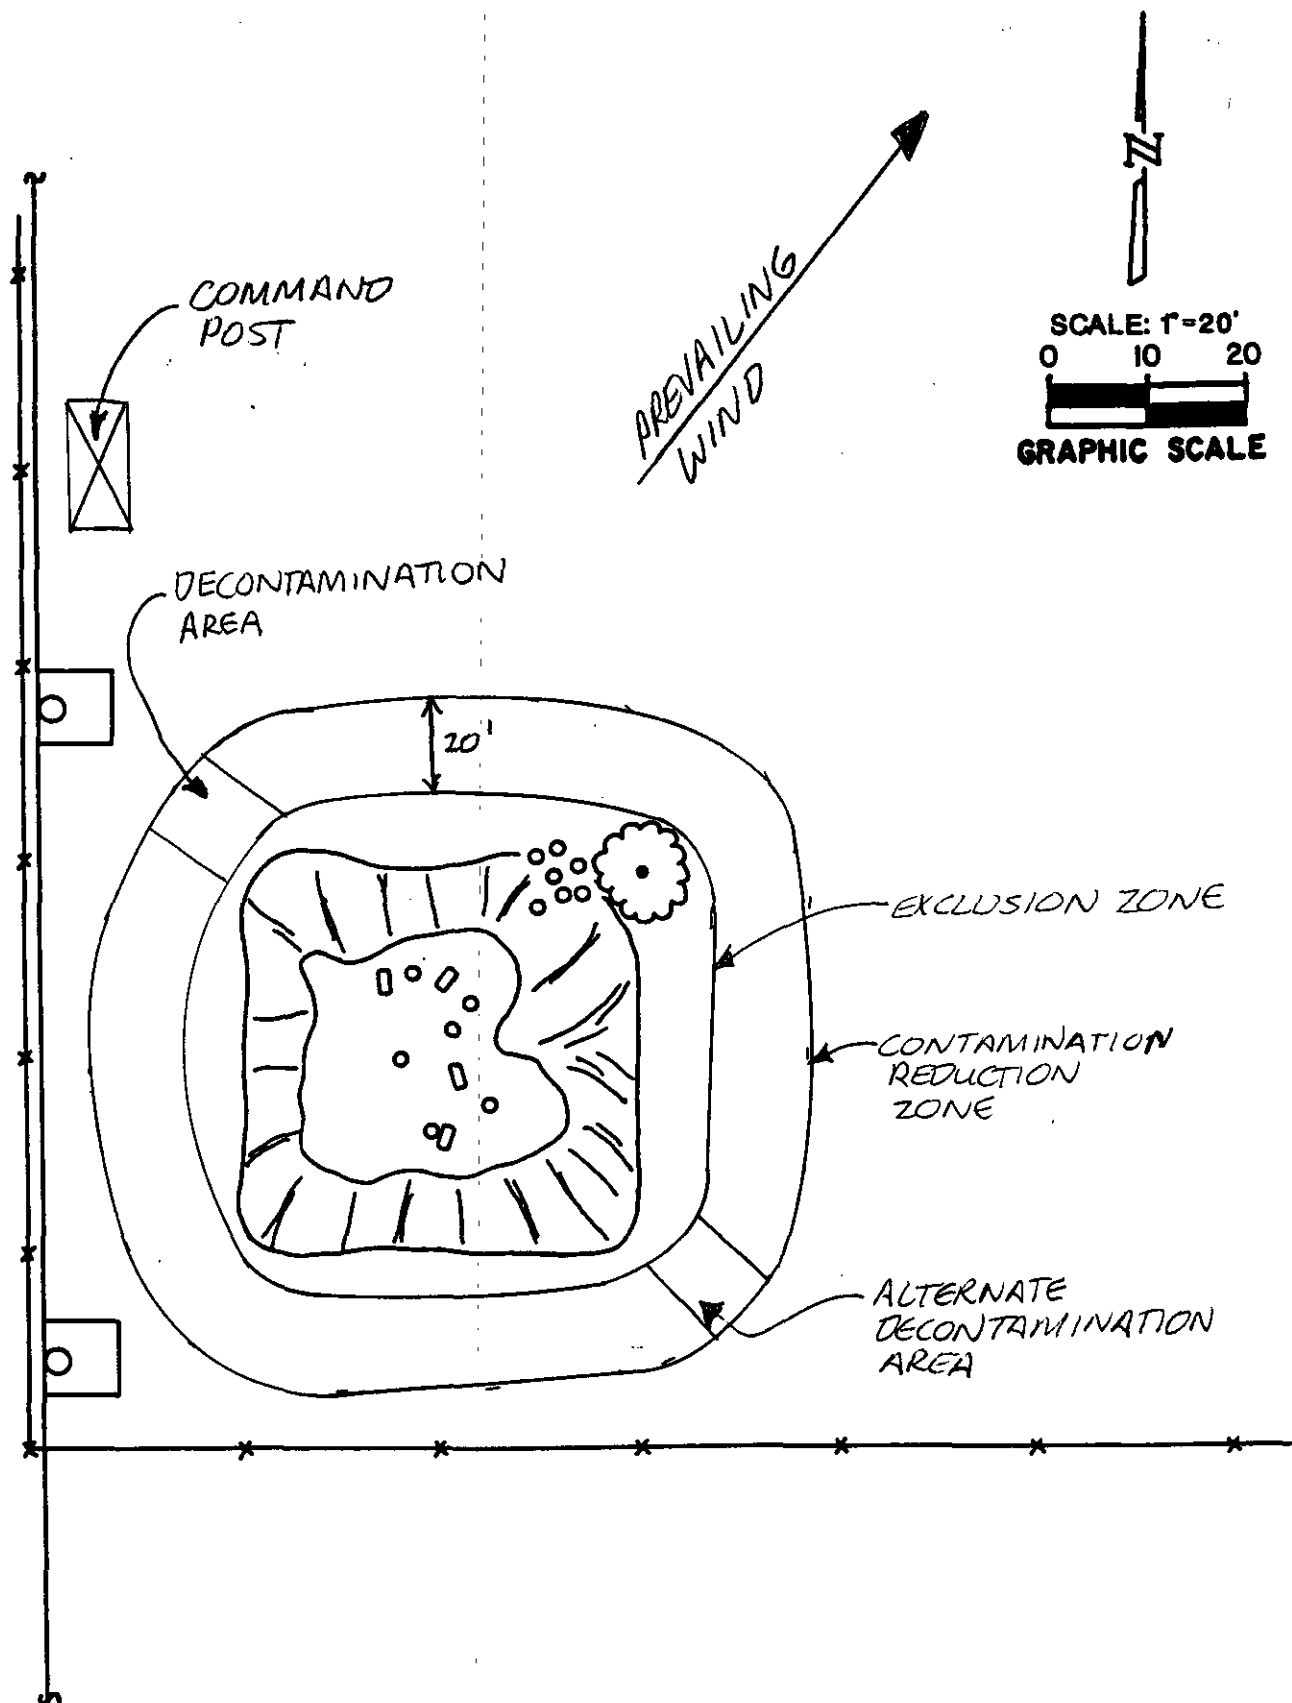 N
SCALE: 1"=20'
0 10 20
GRAPHIC SCALE
COMMAND
POST
PREVAILING
WIND
DECONTAMINATION
AREA
20'
EXCLUSION ZONE
CONTAMINATION
REDUCTION
ZONE
ALTERNATE
DECONTAMINATION
AREA